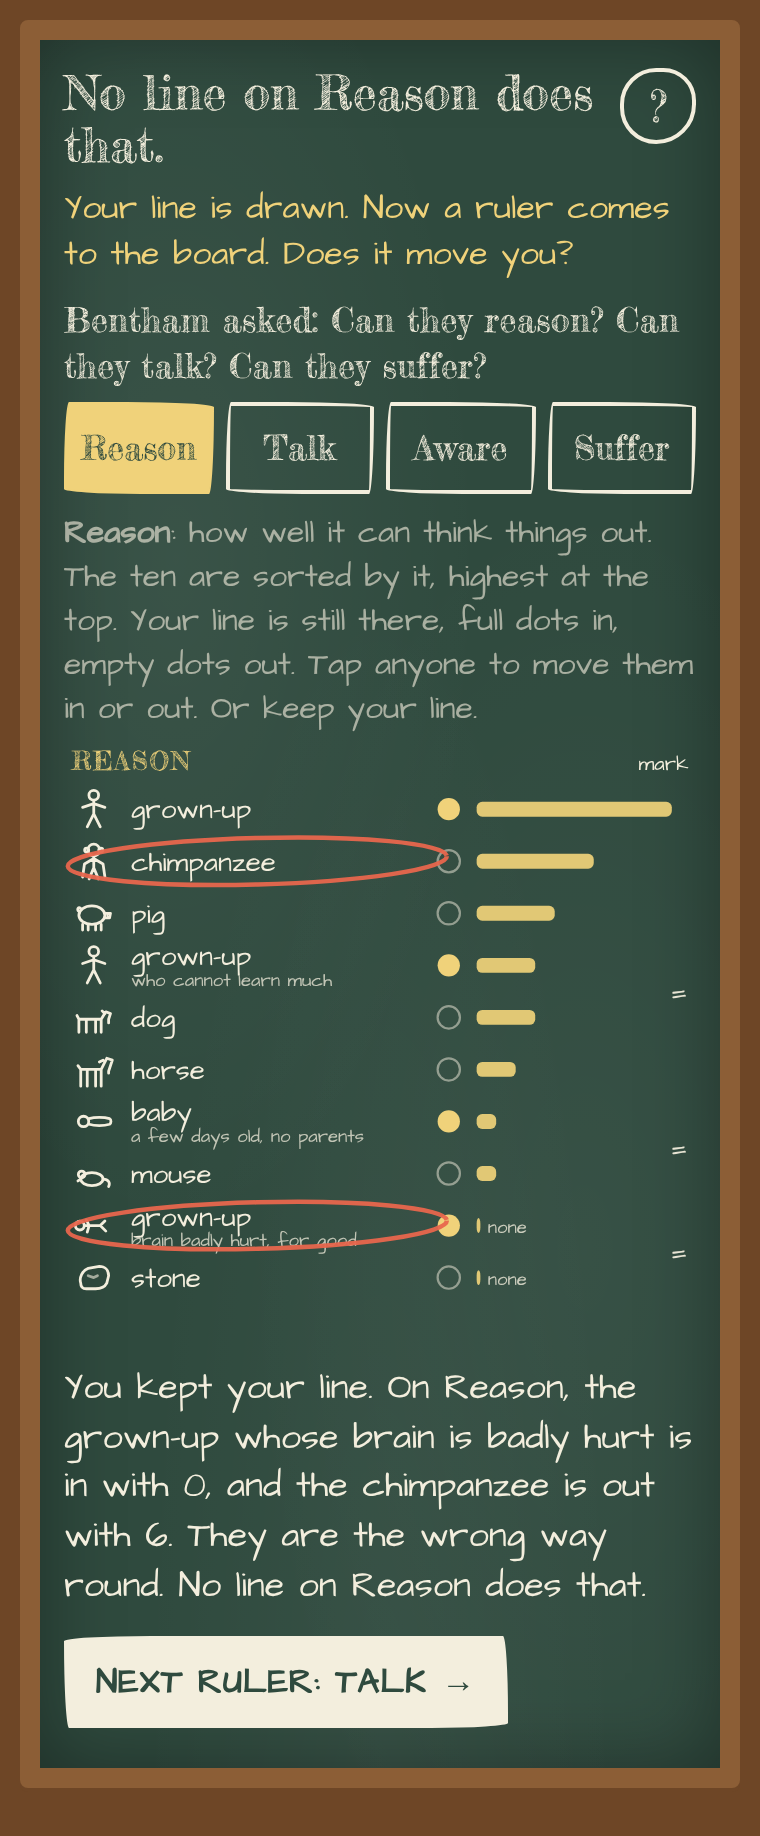 No line on Reason does
that.
?
Your line is drawn. Now a ruler comes
to the board. Does it move you?
Bentham asked: Can they reason? Can
they talk? Can they suffer?
Reason Talk Aware Suffer
Reason: how well it can think things out.
The ten are sorted by it, highest at the
top. Your line is still there, full dots in,
empty dots out. Tap anyone to move them
in or out. Or keep your line.
REASON mark
grown-up
chimpanzee
pig
grown-up
who cannot learn much
=
dog
horse
baby
a few days old, no parents
=
mouse
grown-up
none
brain badly hurt, for good
=
stone
none
You kept your line. On Reason, the
grown-up whose brain is badly hurt is
in with 0, and the chimpanzee is out
with 6. They are the wrong way
round. No line on Reason does that.
NEXT RULER: TALK →